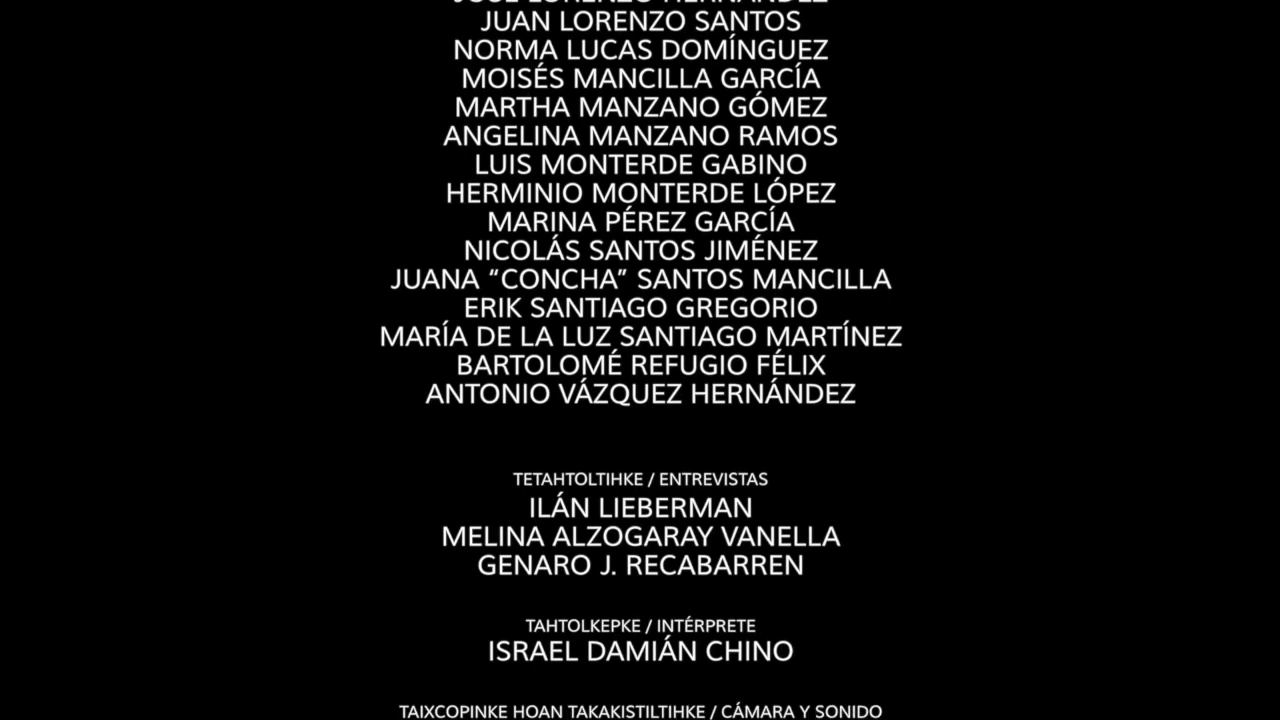 JOSÉ LORENZO HERNÁNDEZ
JUAN LORENZO SANTOS
NORMA LUCAS DOMÍNGUEZ
MOISÉS MANCILLA GARCÍA
MARTHA MANZANO GÓMEZ
ANGELINA MANZANO RAMOS
LUIS MONTERDE GABINO
HERMINIO MONTERDE LÓPEZ
MARINA PÉREZ GARCÍA
NICOLÁS SANTOS JIMÉNEZ
JUANA “CONCHA” SANTOS MANCILLA
ERIK SANTIAGO GREGORIO
MARÍA DE LA LUZ SANTIAGO MARTÍNEZ
BARTOLOMÉ REFUGIO FÉLIX
ANTONIO VÁZQUEZ HERNÁNDEZ
TETAHTOLTIHKE / ENTREVISTAS
ILÁN LIEBERMAN
MELINA ALZOGARAY VANELLA
GENARO J. RECABARREN
TAHTOLKEPKE / INTÉRPRETE
ISRAEL DAMIÁN CHINO
TAIXCOPINKE HOAN TAKAKISTILTIHKE / CÁMARA Y SONIDO